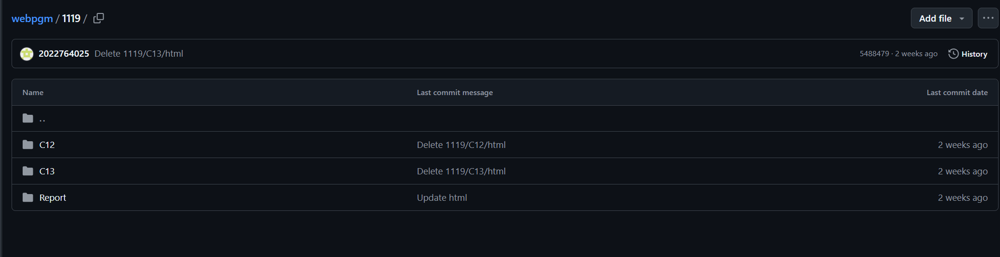 webpgm / 1119 /
Add file
2022764025 Delete 1119/C13/html
5488479 · 2 weeks ago
History
Name Last commit message Last commit date
..
C12 Delete 1119/C12/html 2 weeks ago
C13 Delete 1119/C13/html 2 weeks ago
Report Update html 2 weeks ago